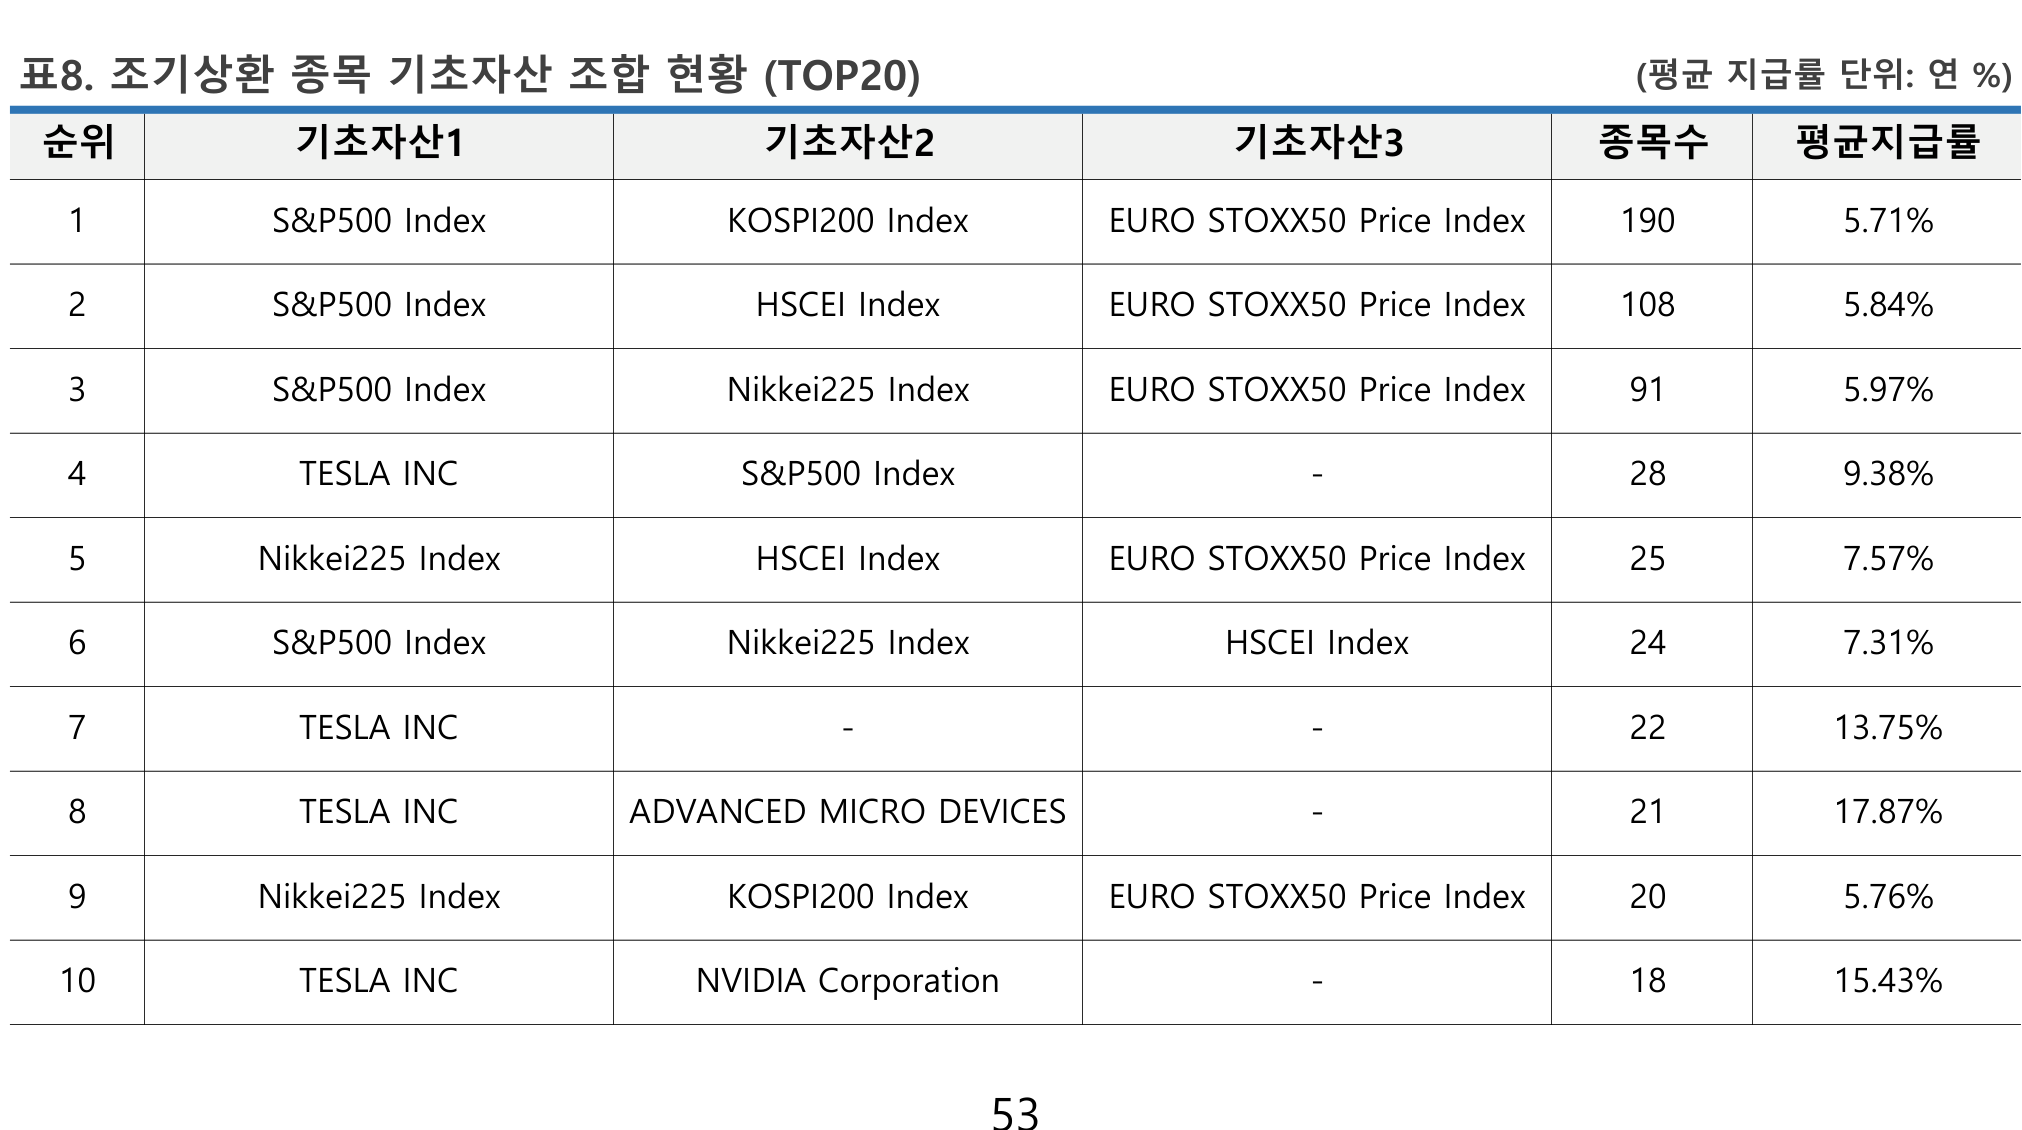 표8. 조기상환 종목 기초자산 조합 현황 (TOP20) (평균 지급률 단위: 연 %)
순위 기초자산1 기초자산2 기초자산3 종목수 평균지급률
1 S&P500 Index KOSPI200 Index EURO STOXX50 Price Index 190 5.71%
2 S&P500 Index HSCEI Index EURO STOXX50 Price Index 108 5.84%
3 S&P500 Index Nikkei225 Index EURO STOXX50 Price Index 91 5.97%
4 TESLA INC S&P500 Index - 28 9.38%
5 Nikkei225 Index HSCEI Index EURO STOXX50 Price Index 25 7.57%
6 S&P500 Index Nikkei225 Index HSCEI Index 24 7.31%
7 TESLA INC - - 22 13.75%
8 TESLA INC ADVANCED MICRO DEVICES - 21 17.87%
9 Nikkei225 Index KOSPI200 Index EURO STOXX50 Price Index 20 5.76%
10 TESLA INC NVIDIA Corporation - 18 15.43%
53